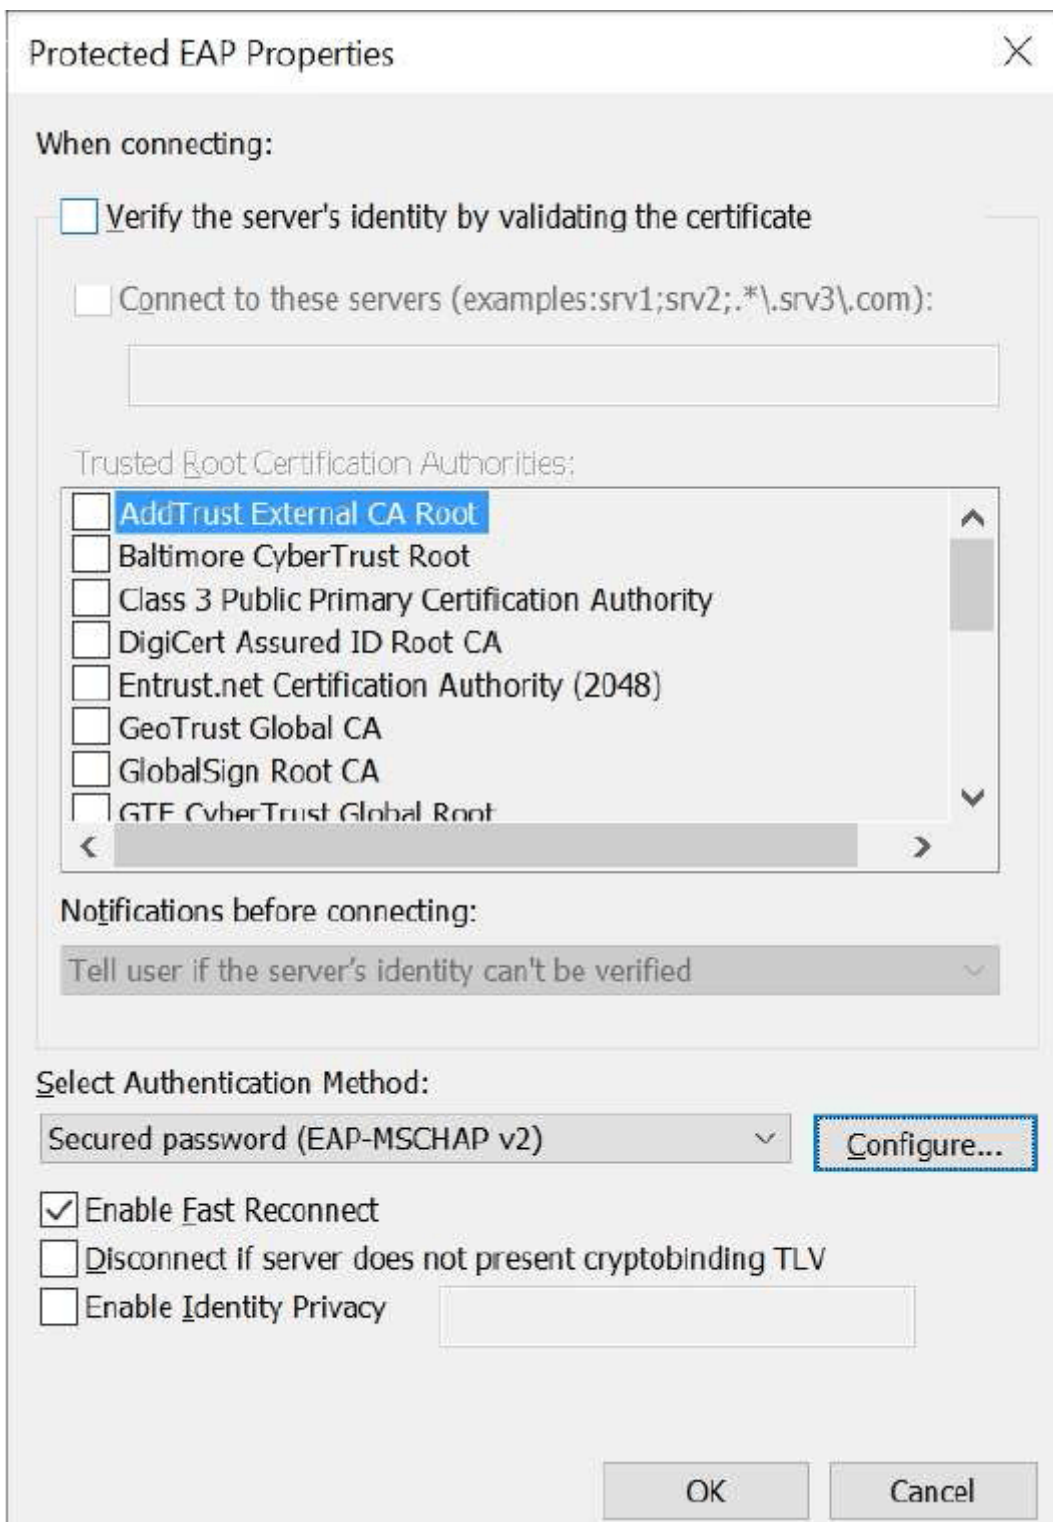 Protected EAP Properties
When connecting:
Verify the server's identity by validating the certificate
Connect to these servers (examples:srv1;srv2;.*\.srv3\.com):
Trusted Root Certification Authorities:
AddTrust External CA Root
Baltimore CyberTrust Root
Class 3 Public Primary Certification Authority
DigiCert Assured ID Root CA
Entrust.net Certification Authority (2048)
GeoTrust Global CA
GlobalSign Root CA
GTE CyberTrust Global Root
Notifications before connecting:
Tell user if the server's identity can't be verified
Select Authentication Method:
Secured password (EAP-MSCHAP v2)
Configure...
Enable Fast Reconnect
Disconnect if server does not present cryptobinding TLV
Enable Identity Privacy
OK
Cancel